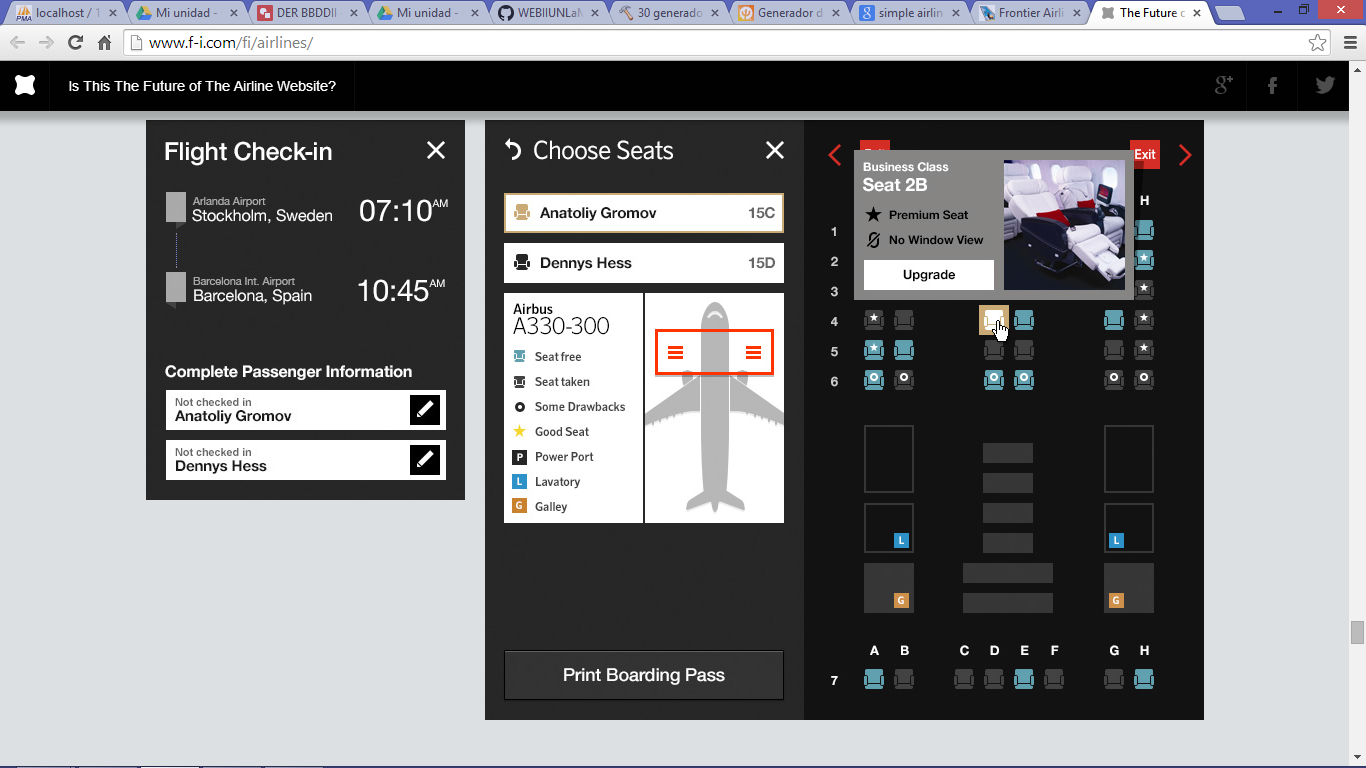 localhost / 1
Mi unidad -
DER BBDDII
Mi unidad -
WEBIIUNLaM
30 generado
Generador d
simple airlin
Frontier Airli
The Future o
www.f-i.com/fi/airlines/
Is This The Future of The Airline Website?
g+
f
Flight Check-in
Arlanda Airport
Stockholm, Sweden
07:10AM
Barcelona Int. Airport
Barcelona, Spain
10:45AM
Complete Passenger Information
Not checked in
Anatoliy Gromov
Not checked in
Dennys Hess
Choose Seats
Anatoliy Gromov 15C
Dennys Hess 15D
Airbus
A330-300
Seat free
Seat taken
Some Drawbacks
Good Seat
P Power Port
L Lavatory
G Galley
Print Boarding Pass
Exit
Business Class
Seat 2B
Premium Seat
No Window View
Upgrade
H
1
2
3
4
5
6
L L
G G
A B C D E F G H
7